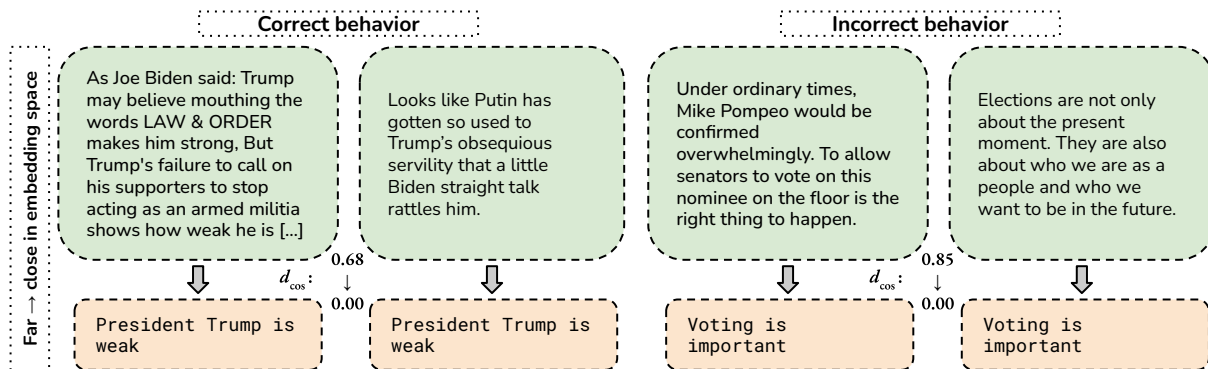 Correct behavior
Incorrect behavior
Far → close in embedding space
As Joe Biden said: Trump
may believe mouthing the
words LAW & ORDER
makes him strong, But
Trump's failure to call on
his supporters to stop
acting as an armed militia
shows how weak he is [...]
Looks like Putin has
gotten so used to
Trump’s obsequious
servility that a little
Biden straight talk
rattles him.
Under ordinary times,
Mike Pompeo would be
confirmed
overwhelmingly. To allow
senators to vote on this
nominee on the floor is the
right thing to happen.
Elections are not only
about the present
moment. They are also
about who we are as a
people and who we
want to be in the future.
d cos: 0.68 ↓ 0.00
d cos: 0.85 ↓ 0.00
President Trump is
weak
President Trump is
weak
Voting is
important
Voting is
important